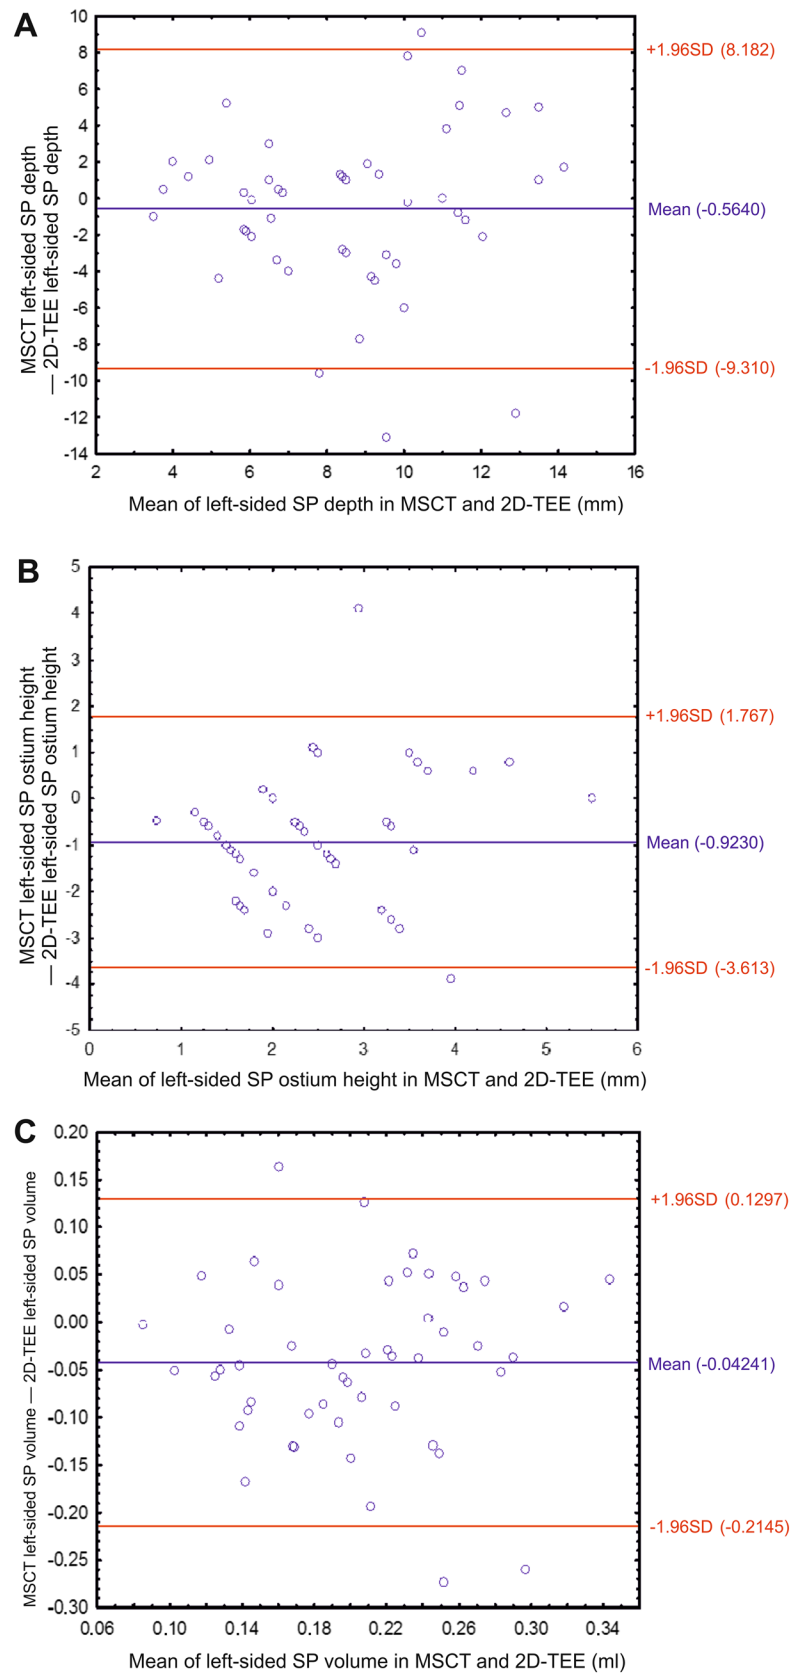 A
10
8
6
4
2
0
-2
-4
-6
-8
-10
-12
-14
MSCT left-sided SP depth
— 2D-TEE left-sided SP depth
+1.96SD (8.182)
Mean (-0.5640)
-1.96SD (-9.310)
2 4 6 8 10 12 14 16
Mean of left-sided SP depth in MSCT and 2D-TEE (mm)
B
5
4
3
2
1
0
-1
-2
-3
-4
-5
MSCT left-sided SP ostium height
— 2D-TEE left-sided SP ostium height
+1.96SD (1.767)
Mean (-0.9230)
-1.96SD (-3.613)
0 1 2 3 4 5 6
Mean of left-sided SP ostium height in MSCT and 2D-TEE (mm)
C
0.20
0.15
0.10
0.05
0.00
-0.05
-0.10
-0.15
-0.20
-0.25
-0.30
MSCT left-sided SP volume — 2D-TEE left-sided SP volume
+1.96SD (0.1297)
Mean (-0.04241)
-1.96SD (-0.2145)
0.06 0.10 0.14 0.18 0.22 0.26 0.30 0.34
Mean of left-sided SP volume in MSCT and 2D-TEE (ml)